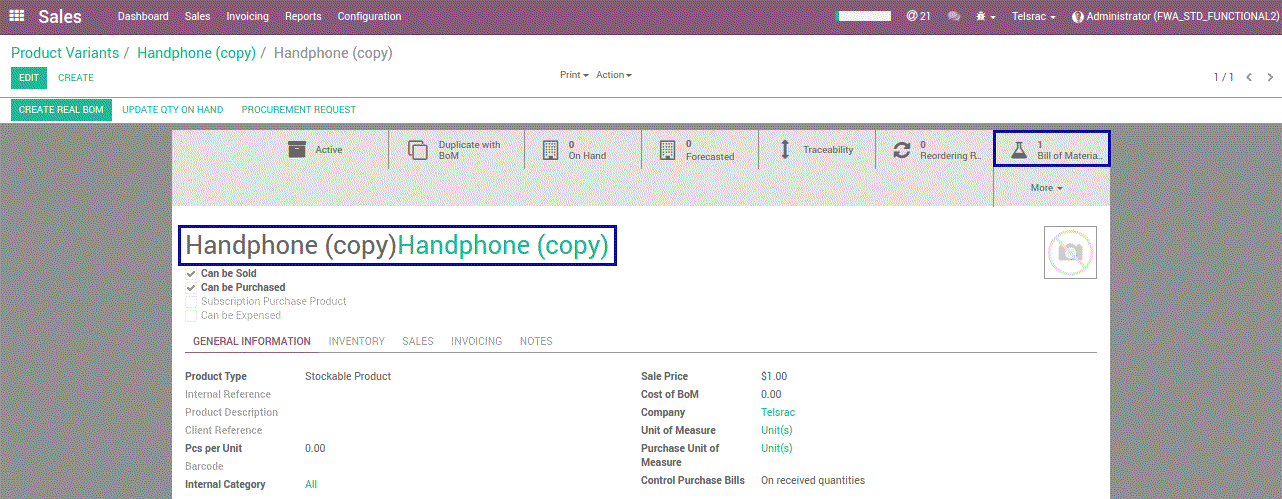 Sales Dashboard Sales Invoicing Reports Configuration 21 Telsrac Administrator (FWA_STD_FUNCTIONAL2)
Product Variants / Handphone (copy) / Handphone (copy)
EDIT CREATE Print Action 1 / 1
CREATE REAL BOM UPDATE QTY ON HAND PROCUREMENT REQUEST
Active
Duplicate with
BoM
0
On Hand
0
Forecasted
Traceability
0
Reordering R...
1
Bill of Materia...
More
Handphone (copy)Handphone (copy)
Can be Sold
Can be Purchased
Subscription Purchase Product
Can be Expensed
GENERAL INFORMATION INVENTORY SALES INVOICING NOTES
Product Type Stockable Product
Internal Reference
Product Description
Client Reference
Pcs per Unit 0.00
Barcode
Internal Category All
Sale Price $1.00
Cost of BoM 0.00
Company Telsrac
Unit of Measure Unit(s)
Purchase Unit of Unit(s)
Measure
Control Purchase Bills On received quantities